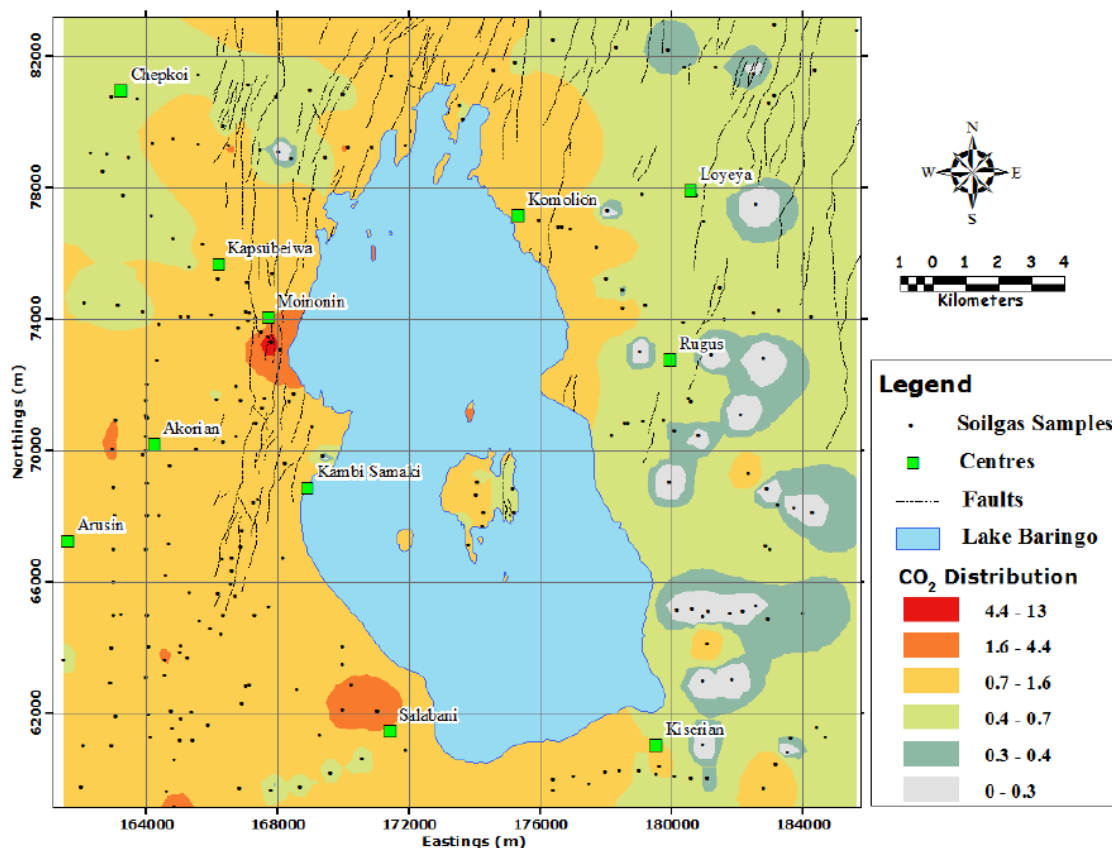 82000
78000
74000
70000
66000
62000
Northings (m)
Chepkoi
Loyeya
Komolion
Kapsubeiwa
Moinonin
Rugus
Akorian
Kambi Samaki
Arusin
Salabani
Kiserian
164000
168000
172000
176000
180000
184000
Eastings (m)
N
W
E
S
1 0 1 2 3 4
Kilometers
Legend
Soilgas Samples
Centres
Faults
Lake Baringo
CO2 Distribution
4.4 - 13
1.6 - 4.4
0.7 - 1.6
0.4 - 0.7
0.3 - 0.4
0 - 0.3